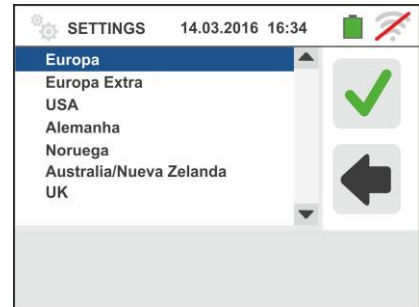 SETTINGS 14.03.2016 16:34
Europa
Europa Extra
USA
Alemanha
Noruega
Australia/Nueva Zelanda
UK